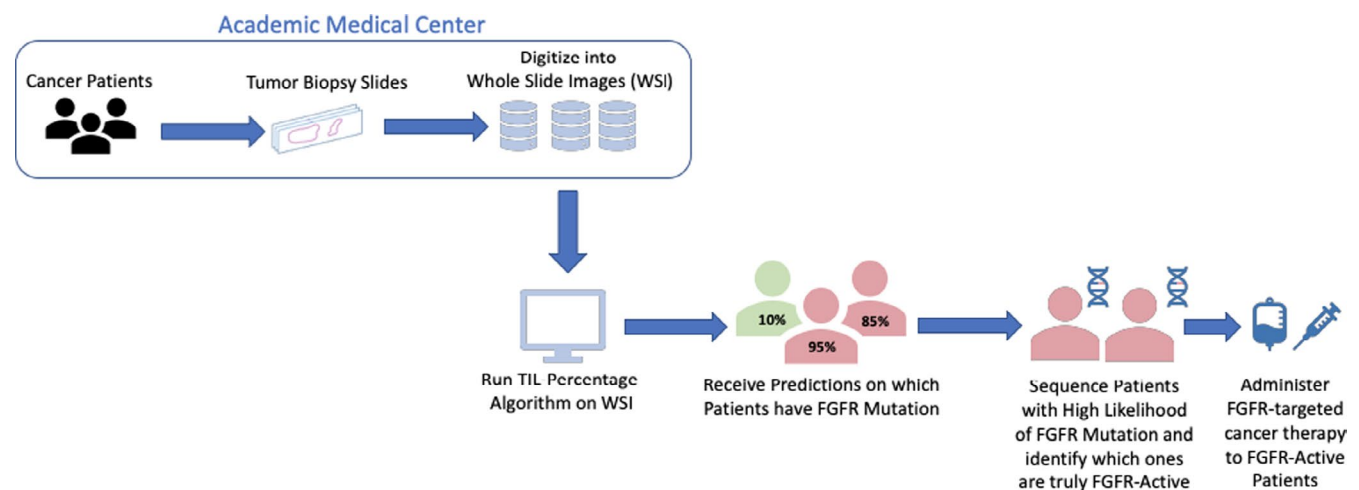 Academic Medical Center
Cancer Patients
Tumor Biopsy Slides
Digitize into
Whole Slide Images (WSI)
Run TIL Percentage
Algorithm on WSI
10%
95%
85%
Receive Predictions on which
Patients have FGFR Mutation
Sequence Patients
with High Likelihood
of FGFR Mutation and
identify which ones
are truly FGFR-Active
Administer
FGFR-targeted
cancer therapy
to FGFR-Active
Patients